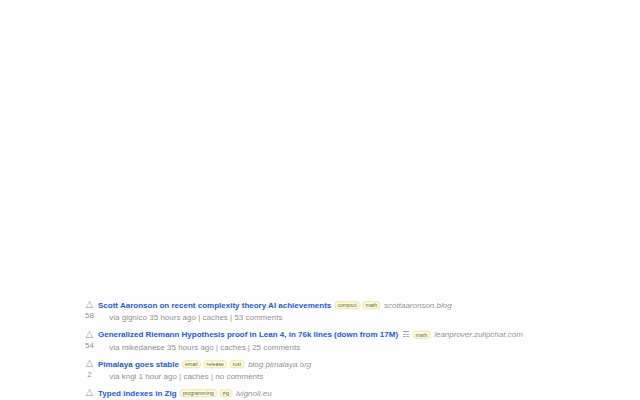 Scott Aaronson on recent complexity theory AI achievements compsci math scottaaronson.blog
58 via gignico 35 hours ago | caches | 53 comments
Generalized Riemann Hypothesis proof in Lean 4, in 76k lines (down from 17M) math leanprover.zulipchat.com
54 via mikedanese 35 hours ago | caches | 25 comments
Pimalaya goes stable email release rust blog.pimalaya.org
2 via kngl 1 hour ago | caches | no comments
Typed indexes in Zig programming zig lvignoli.eu